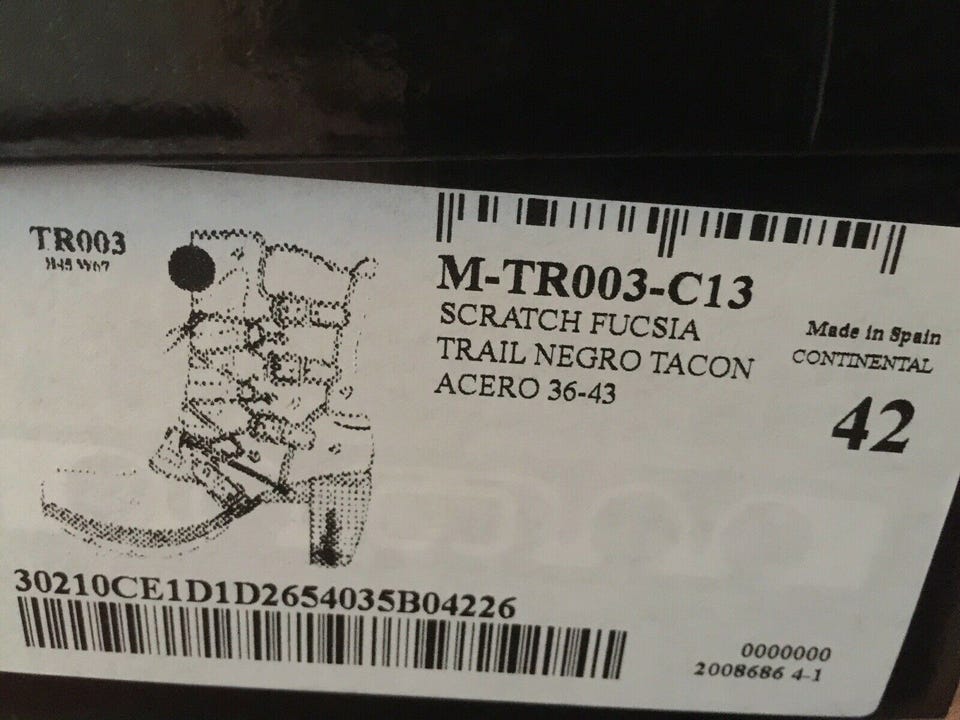 TR003
M-TR003-C13
SCRATCH FUCSIA
TRAIL NEGRO TACON
ACERO 36-43
Made in Spain
CONTINENTAL
42
30210CE1D1D2654035B04226
0000000
2008686 4-1